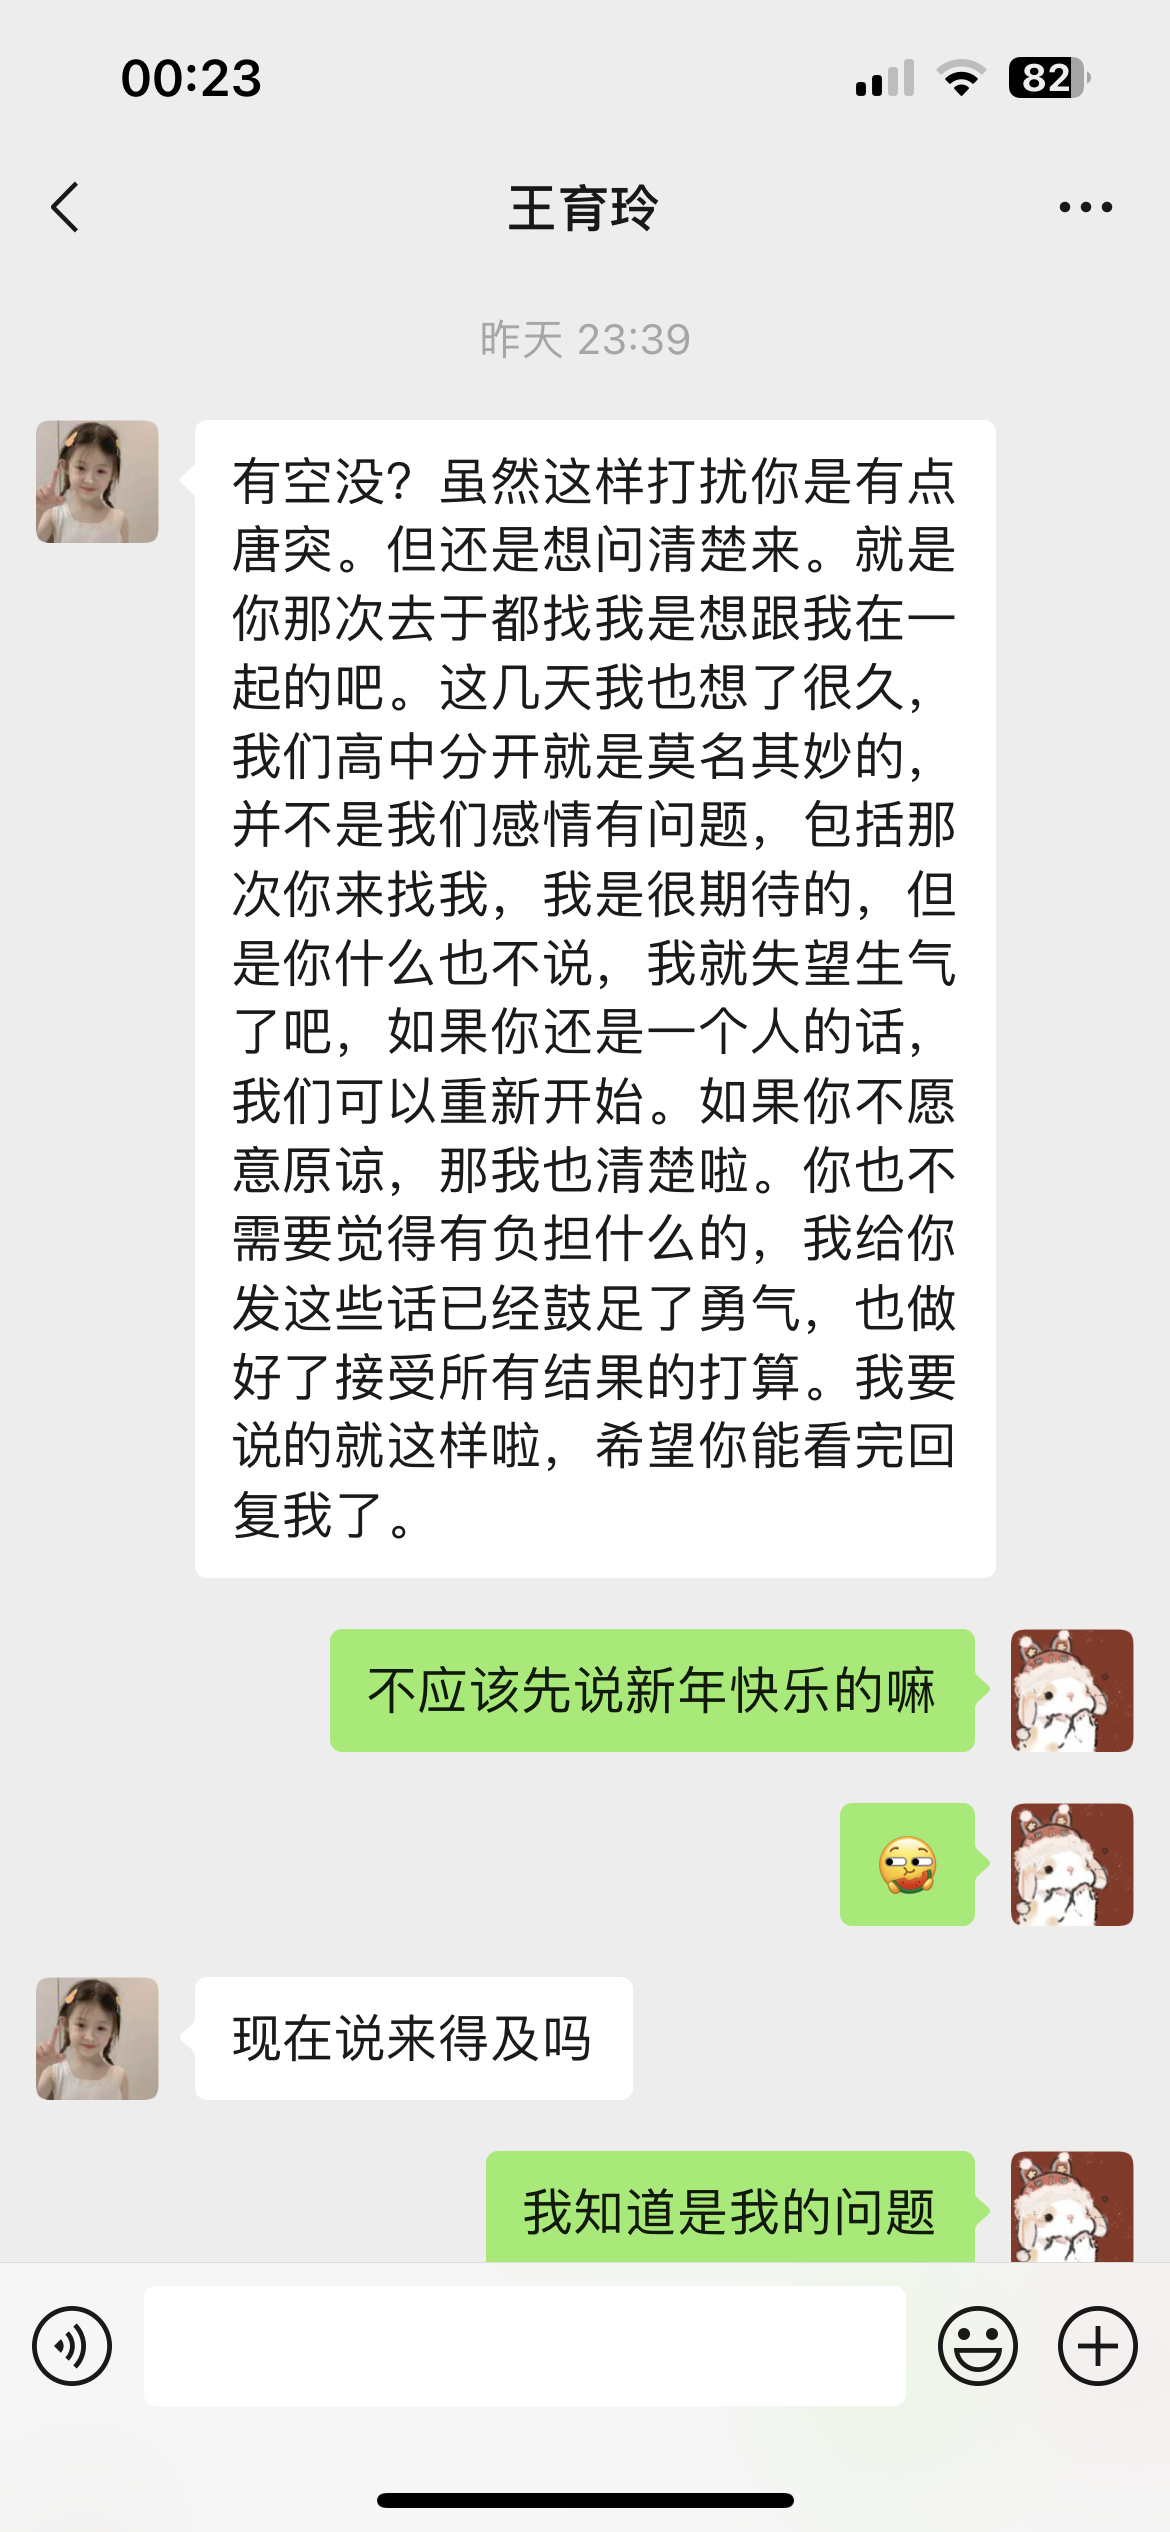 00:23
82
王育玲
昨天 23:39
有空没？虽然这样打扰你是有点
唐突。但还是想问清楚来。就是
你那次去于都找我是想跟我在一
起的吧。这几天我也想了很久，
我们高中分开就是莫名其妙的，
并不是我们感情有问题，包括那
次你来找我，我是很期待的，但
是你什么也不说，我就失望生气
了吧，如果你还是一个人的话，
我们可以重新开始。如果你不愿
意原谅，那我也清楚啦。你也不
需要觉得有负担什么的，我给你
发这些话已经鼓足了勇气，也做
好了接受所有结果的打算。我要
说的就这样啦，希望你能看完回
复我了。
不应该先说新年快乐的嘛
现在说来得及吗
我知道是我的问题